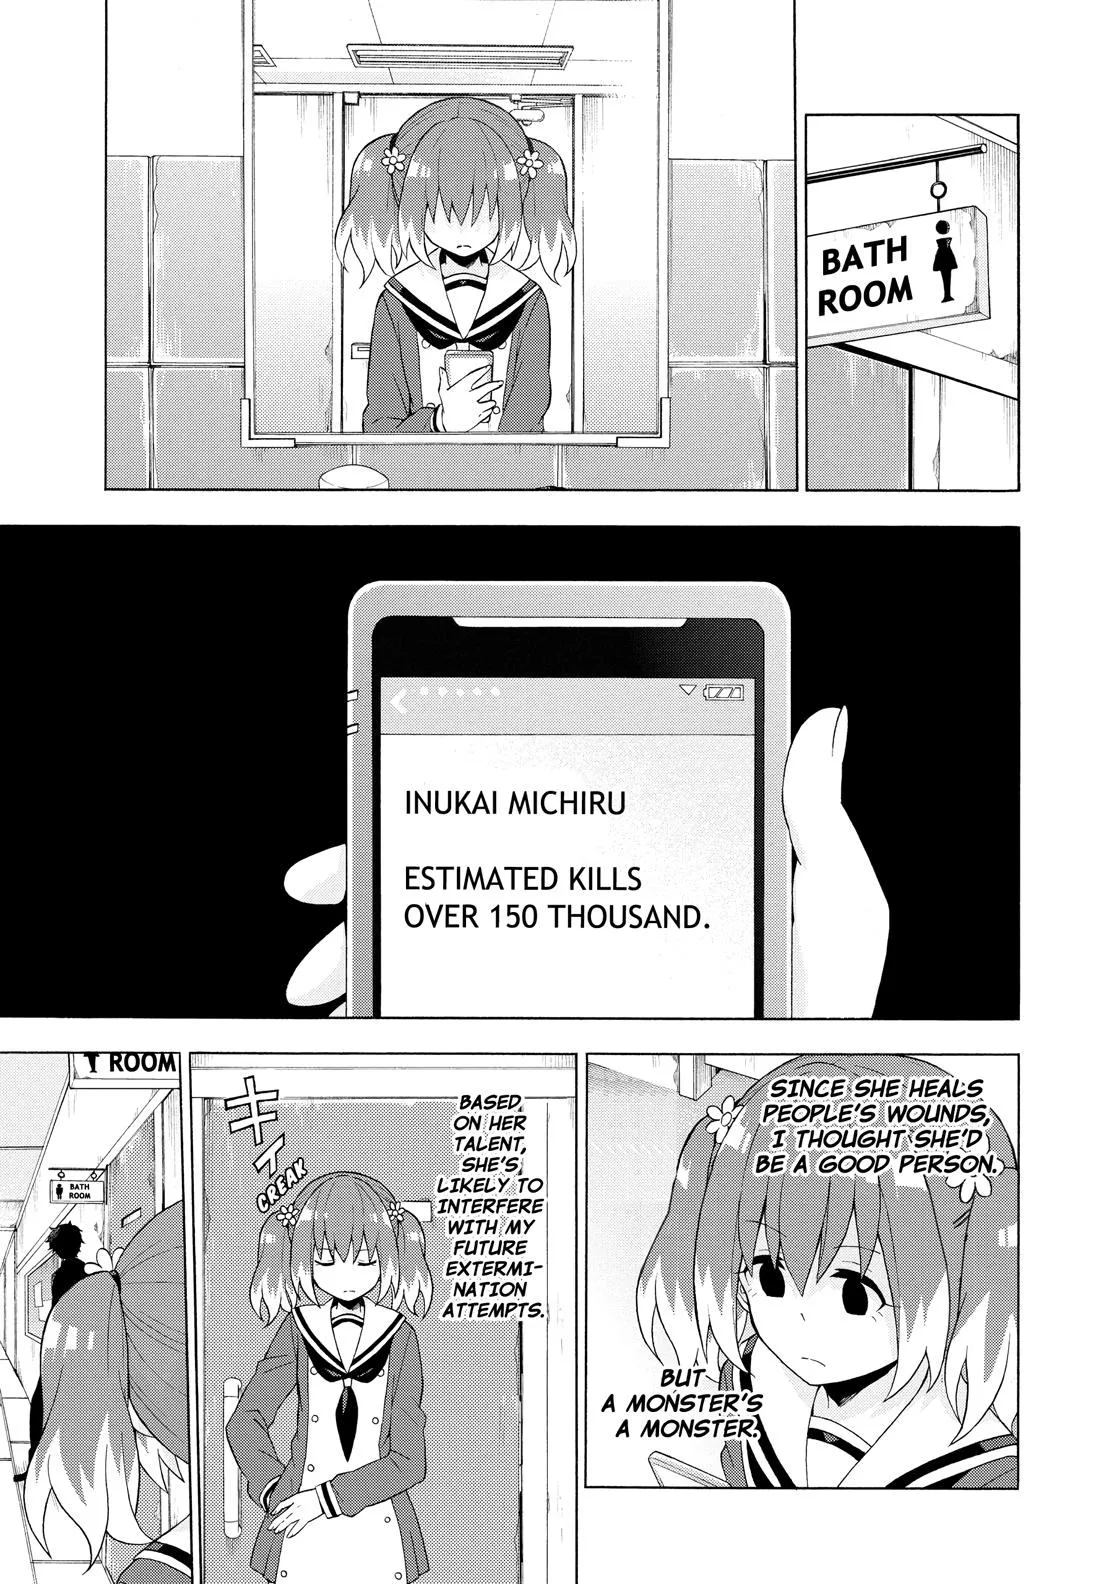 BATH
ROOM
INUKAI MICHIRU
ESTIMATED KILLS
OVER 150 THOUSAND.
SINCE SHE HEALS
PEOPLE'S WOUNDS,
I THOUGHT SHE'D
BE A GOOD PERSON.
BUT
A MONSTER'S
A MONSTER.
BASED
ON HER
TALENT,
SHE'S
LIKELY TO
INTERFERE
WITH MY
FUTURE
EXTERMI-
NATION
ATTEMPTS.
キィ
CREAK
ROOM
BATH
ROOM